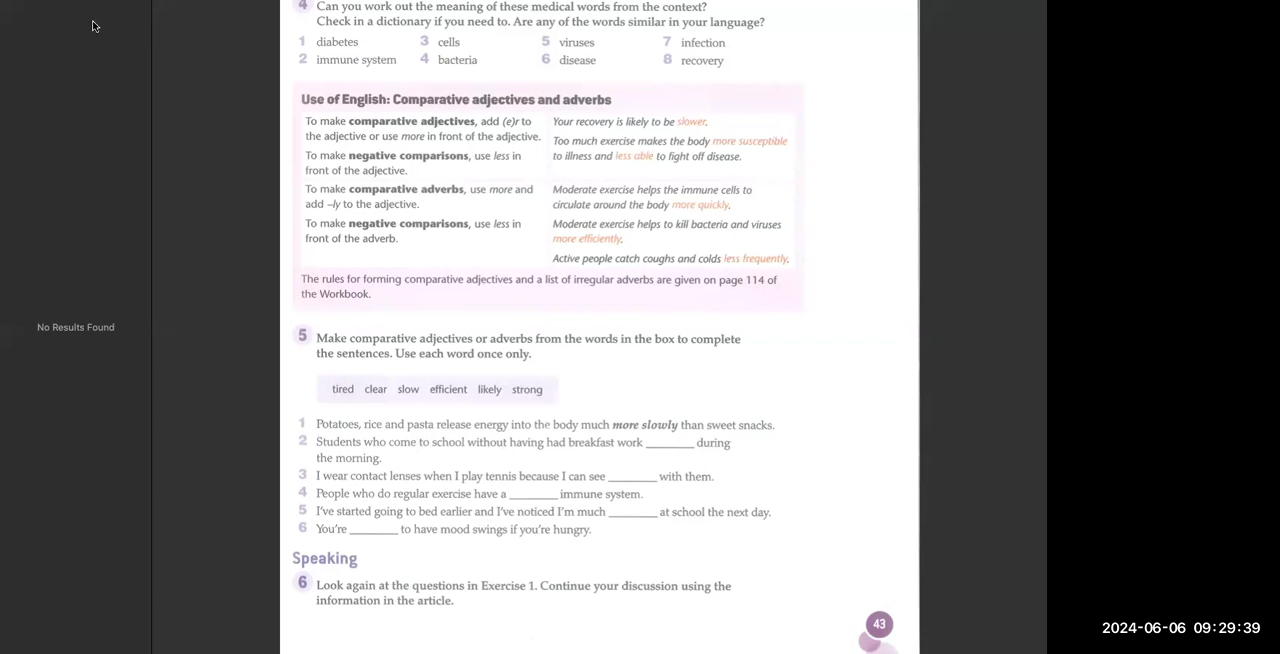 4 Can you work out the meaning of these medical words from the context?
Check in a dictionary if you need to. Are any of the words similar in your language?
1 diabetes 3 cells 5 viruses 7 infection
2 immune system 4 bacteria 6 disease 8 recovery
Use of English: Comparative adjectives and adverbs
To make comparative adjectives, add (e)r to
the adjective or use more in front of the adjective.
To make negative comparisons, use less in
front of the adjective.
Your recovery is likely to be slower.
Too much exercise makes the body more susceptible
to illness and less able to fight off disease.
To make comparative adverbs, use more and
add –ly to the adjective.
To make negative comparisons, use less in
front of the adverb.
Moderate exercise helps the immune cells to
circulate around the body more quickly.
Moderate exercise helps to kill bacteria and viruses
more efficiently.
Active people catch coughs and colds less frequently.
The rules for forming comparative adjectives and a list of irregular adverbs are given on page 114 of
the Workbook.
No Results Found
5 Make comparative adjectives or adverbs from the words in the box to complete
the sentences. Use each word once only.
tired clear slow efficient likely strong
1 Potatoes, rice and pasta release energy into the body much more slowly than sweet snacks.
2 Students who come to school without having had breakfast work ________ during
the morning.
3 I wear contact lenses when I play tennis because I can see ________ with them.
4 People who do regular exercise have a ________ immune system.
5 I've started going to bed earlier and I've noticed I'm much ________ at school the next day.
6 You're ________ to have mood swings if you're hungry.
Speaking
6 Look again at the questions in Exercise 1. Continue your discussion using the
information in the article.
43
2024-06-06 09:29:39